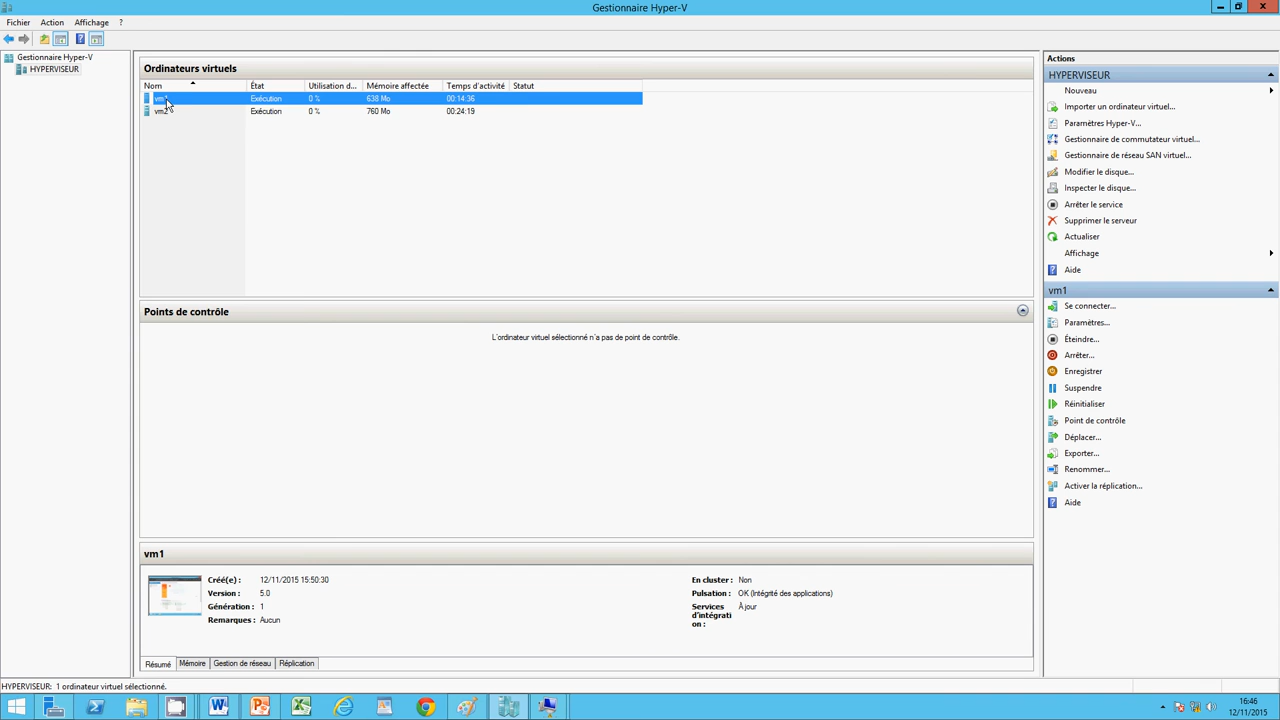 Gestionnaire Hyper-V
Fichier Action Affichage ?
Gestionnaire Hyper-V
HYPERVISEUR
Ordinateurs virtuels
Nom État Utilisation d... Mémoire affectée Temps d'activité Statut
vm1 Exécution 0 % 638 Mo 00:14:36
vm2 Exécution 0 % 760 Mo 00:24:19
Points de contrôle
L'ordinateur virtuel sélectionné n'a pas de point de contrôle.
vm1
Créé(e) : 12/11/2015 15:50:30
Version : 5.0
Génération : 1
Remarques : Aucun
En cluster : Non
Pulsation : OK (Intégrité des applications)
Services d'intégrati on : À jour
Résumé Mémoire Gestion de réseau Réplication
Actions
HYPERVISEUR
Nouveau
Importer un ordinateur virtuel...
Paramètres Hyper-V...
Gestionnaire de commutateur virtuel...
Gestionnaire de réseau SAN virtuel...
Modifier le disque...
Inspecter le disque...
Arrêter le service
Supprimer le serveur
Actualiser
Affichage
Aide
vm1
Se connecter...
Paramètres...
Éteindre...
Arrêter...
Enregistrer
Suspendre
Réinitialiser
Point de contrôle
Déplacer...
Exporter...
Renommer...
Activer la réplication...
Aide
HYPERVISEUR: 1 ordinateur virtuel sélectionné.
16:46
12/11/2015